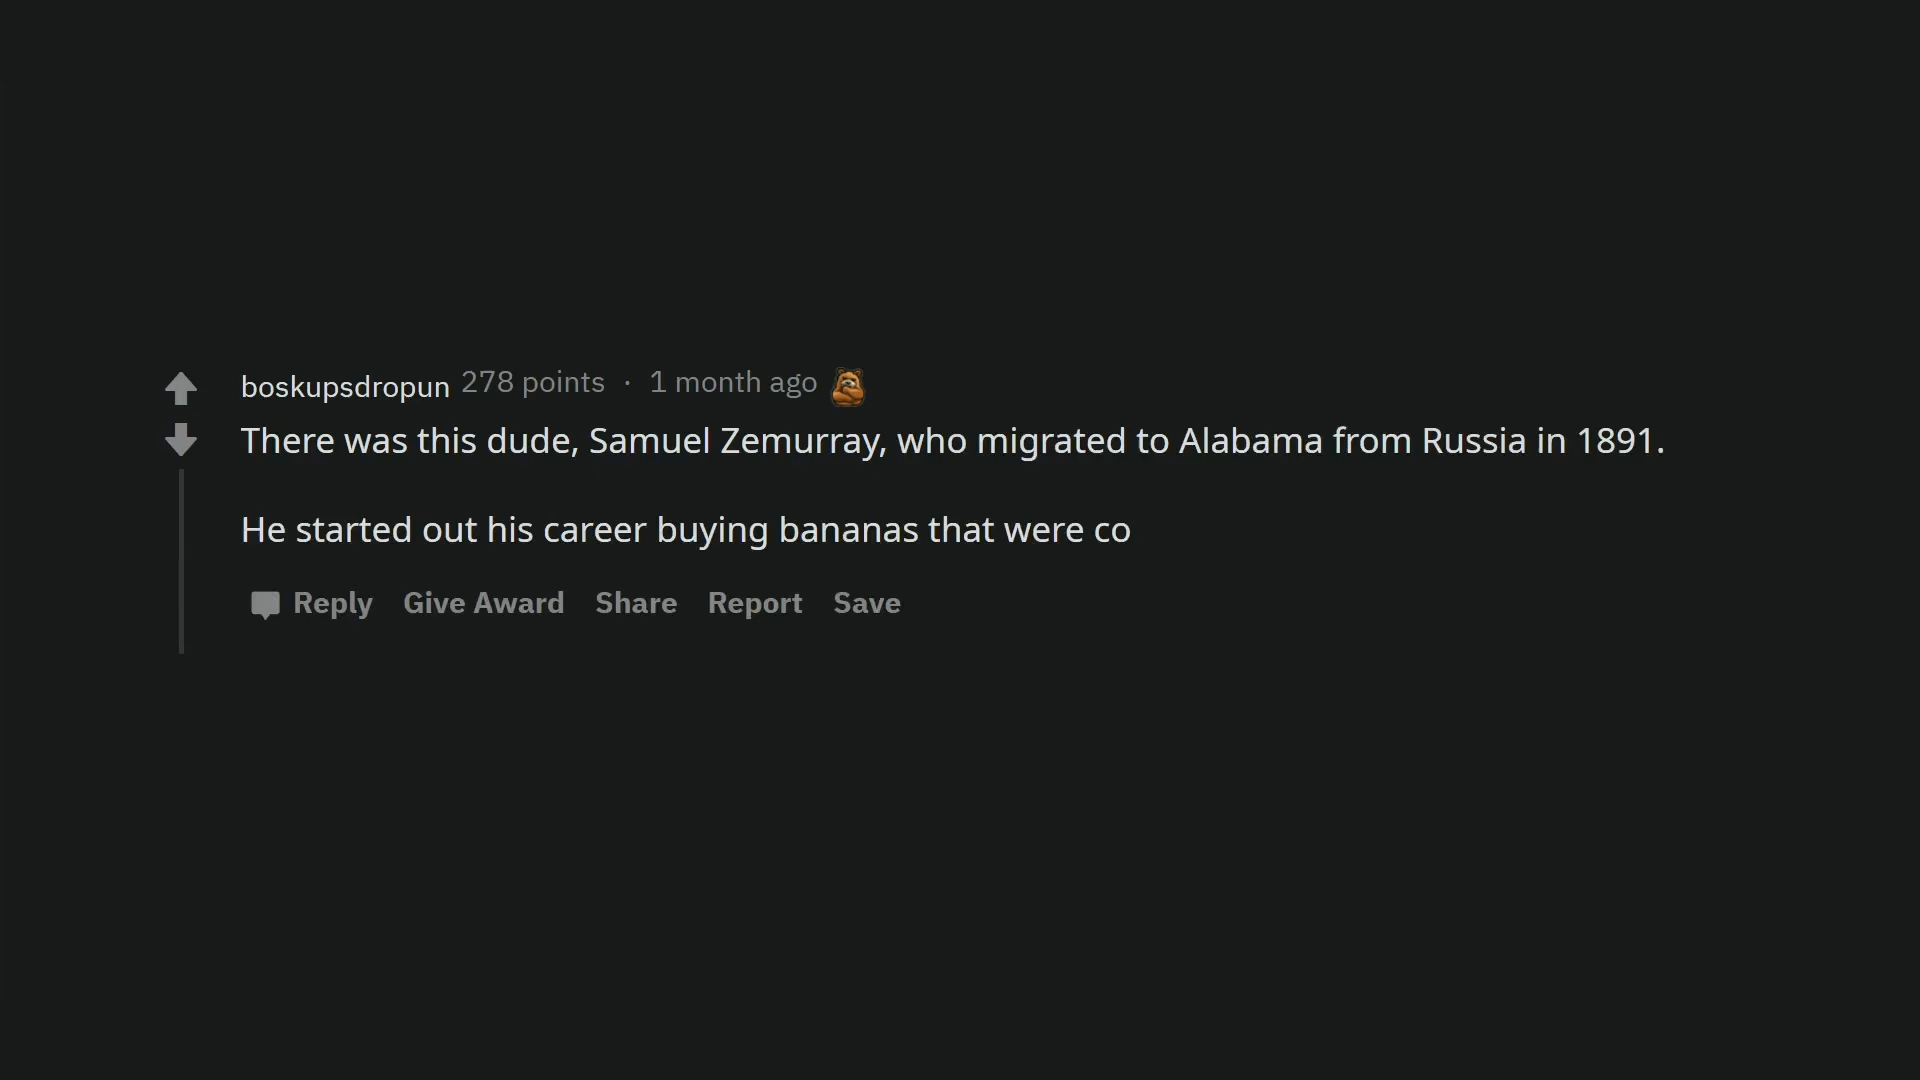 boskupsdropun 278 points · 1 month ago
There was this dude, Samuel Zemurray, who migrated to Alabama from Russia in 1891.
He started out his career buying bananas that were co
Reply Give Award Share Report Save